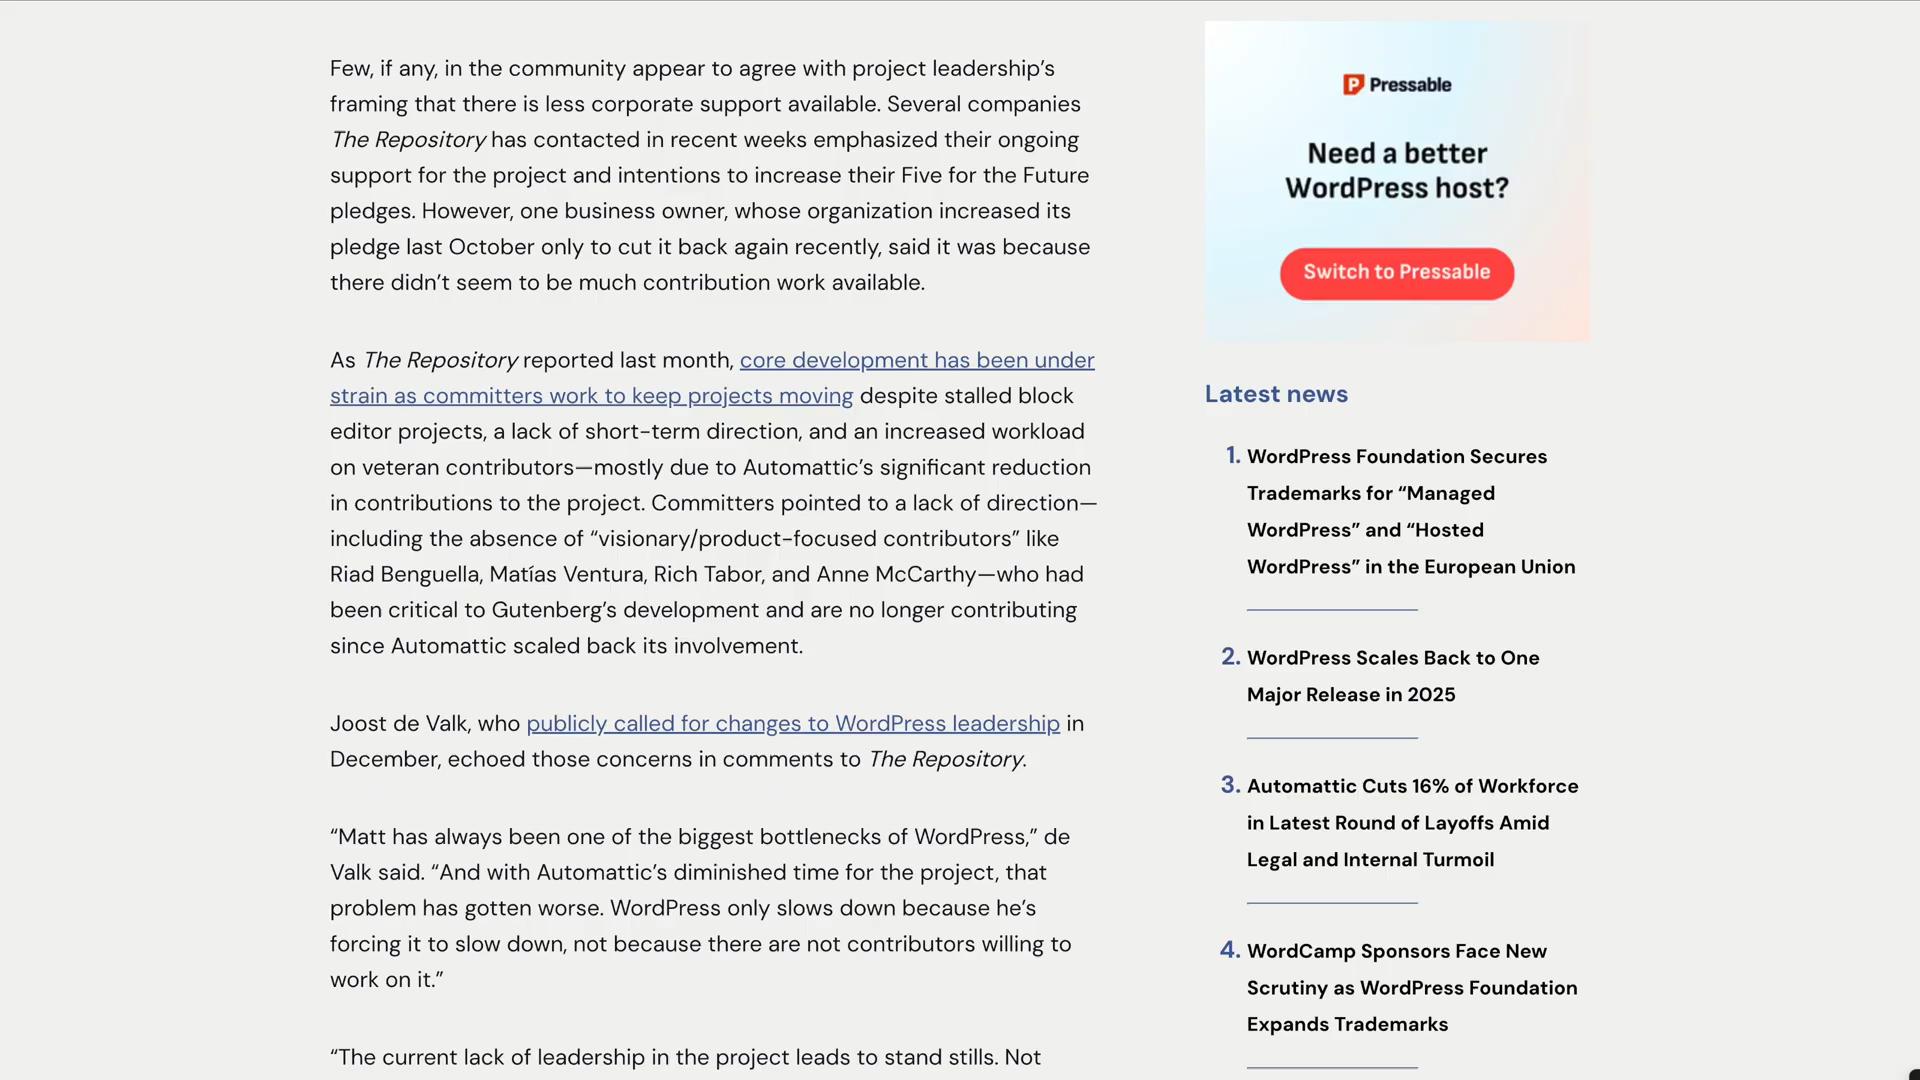 Few, if any, in the community appear to agree with project leadership’s
framing that there is less corporate support available. Several companies
The Repository has contacted in recent weeks emphasized their ongoing
support for the project and intentions to increase their Five for the Future
pledges. However, one business owner, whose organization increased its
pledge last October only to cut it back again recently, said it was because
there didn’t seem to be much contribution work available.
As The Repository reported last month, core development has been under
strain as committers work to keep projects moving despite stalled block
editor projects, a lack of short-term direction, and an increased workload
on veteran contributors—mostly due to Automattic’s significant reduction
in contributions to the project. Committers pointed to a lack of direction—
including the absence of “visionary/product-focused contributors” like
Riad Benguella, Matías Ventura, Rich Tabor, and Anne McCarthy—who had
been critical to Gutenberg’s development and are no longer contributing
since Automattic scaled back its involvement.
Joost de Valk, who publicly called for changes to WordPress leadership in
December, echoed those concerns in comments to The Repository.
“Matt has always been one of the biggest bottlenecks of WordPress,” de
Valk said. “And with Automattic’s diminished time for the project, that
problem has gotten worse. WordPress only slows down because he’s
forcing it to slow down, not because there are not contributors willing to
work on it.”
“The current lack of leadership in the project leads to stand stills. Not
Pressable
Need a better
WordPress host?
Switch to Pressable
Latest news
1. WordPress Foundation Secures
Trademarks for “Managed
WordPress” and “Hosted
WordPress” in the European Union
2. WordPress Scales Back to One
Major Release in 2025
3. Automattic Cuts 16% of Workforce
in Latest Round of Layoffs Amid
Legal and Internal Turmoil
4. WordCamp Sponsors Face New
Scrutiny as WordPress Foundation
Expands Trademarks